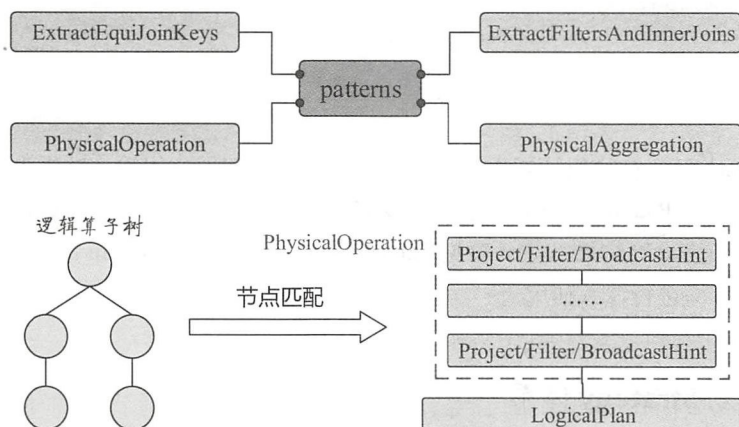 ExtractEquiJoinKeys
ExtractFiltersAndInnerJoins
patterns
PhysicalOperation
PhysicalAggregation
逻辑算子树
PhysicalOperation
Project/Filter/BroadcastHint
节点匹配
......
Project/Filter/BroadcastHint
LogicalPlan